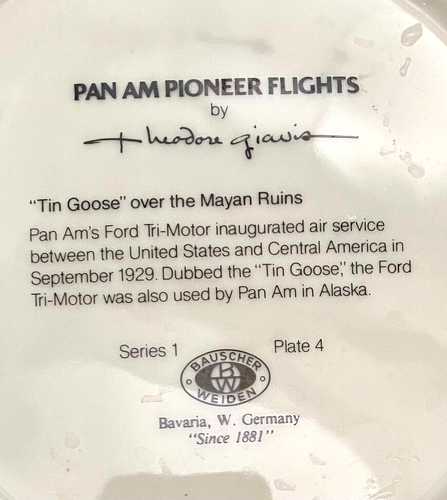 PAN AM PIONEER FLIGHTS
by
Theodore Giavis
"Tin Goose" over the Mayan Ruins
Pan Am's Ford Tri-Motor inaugurated air service
between the United States and Central America in
September 1929. Dubbed the "Tin Goose," the Ford
Tri-Motor was also used by Pan Am in Alaska.
Series 1 Plate 4
BAUSCHER
BW
WEIDEN
Bavaria, W. Germany
"Since 1881"